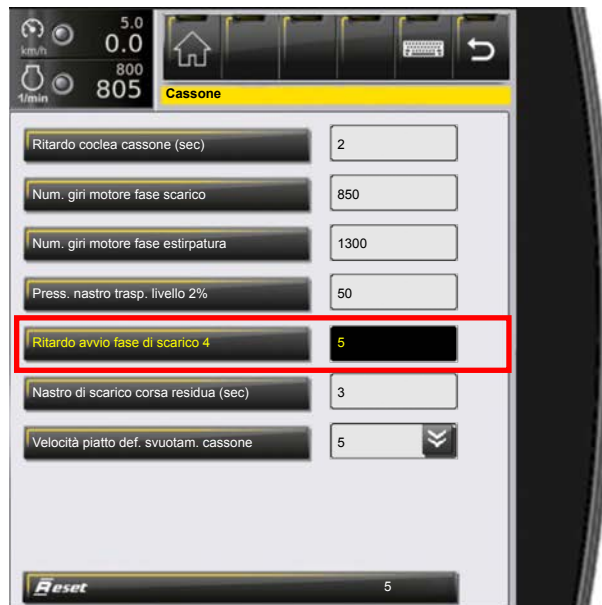 5.0
km/h 0.0
800
1/min 805
Cassone
Ritardo coclea cassone (sec) 2
Num. giri motore fase scarico 850
Num. giri motore fase estirpatura 1300
Press. nastro trasp. livello 2% 50
Ritardo avvio fase di scarico 4 5
Nastro di scarico corsa residua (sec) 3
Velocità piatto def. svuotam. cassone 5
Reset 5